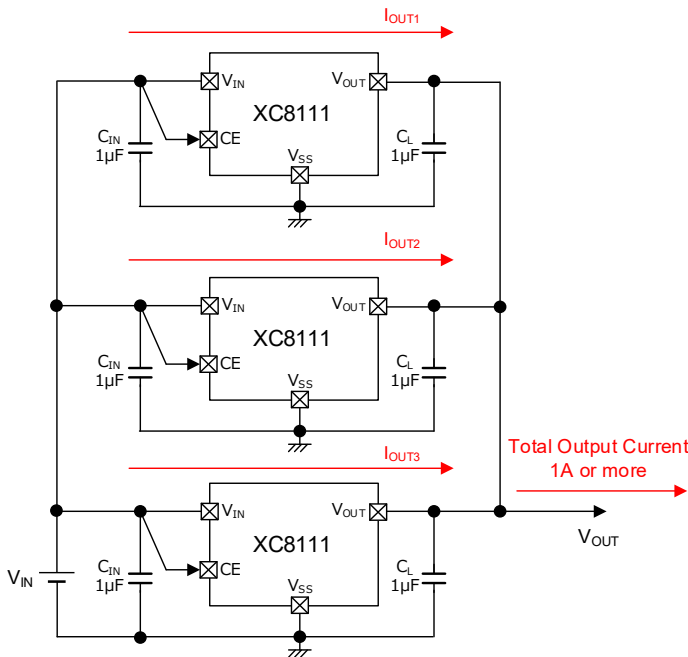 IOUT1
VIN
VOUT
XC8111
CIN
1µF
CE
VSS
CL
1µF
IOUT2
VIN
VOUT
XC8111
CIN
1µF
CE
VSS
CL
1µF
IOUT3
Total Output Current
1A or more
VIN
VOUT
XC8111
VOUT
CIN
1µF
CE
VSS
CL
1µF
VIN